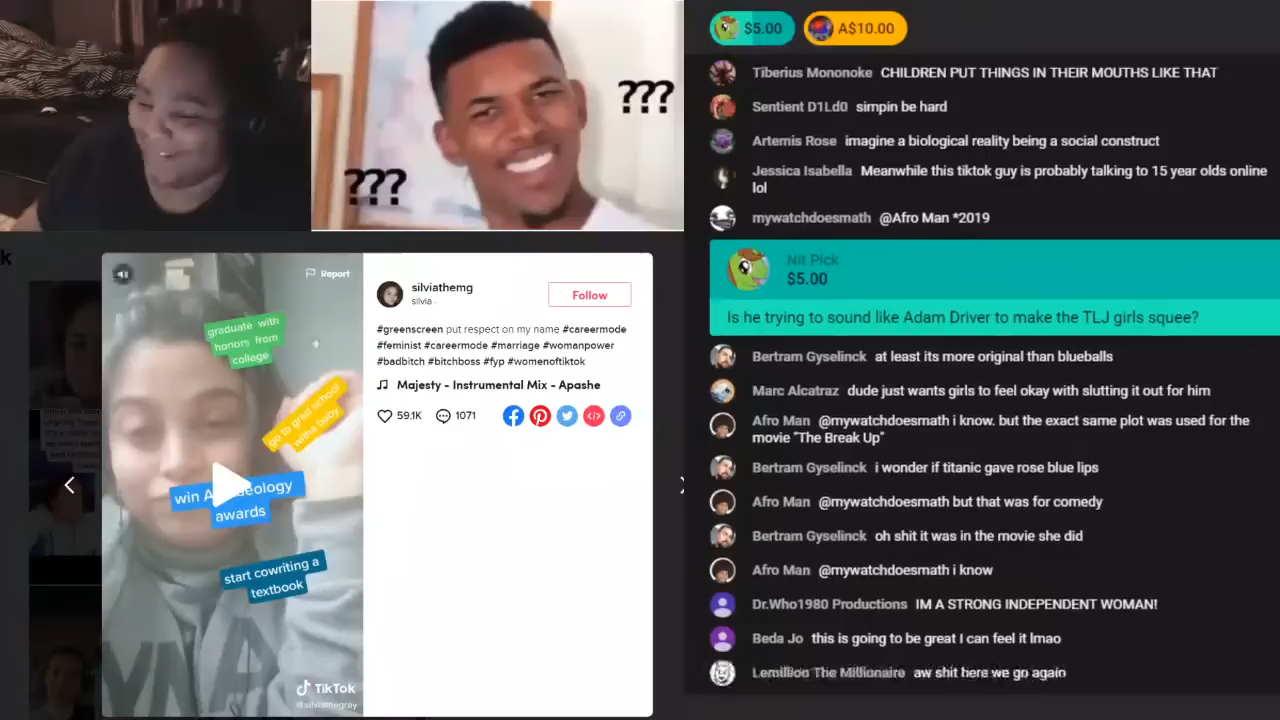 ???
???
k
Report
graduate with
honors from
college
go to grad school
with a baby
win
awards
start cowriting a
textbook
TikTok
@silviathegray
silviathemg
silvia ·
Follow
#greenscreen put respect on my name #careermode
#feminist #careermode #marriage #womanpower
#badbitch #bitchboss #fyp #womenoftiktok
Majesty - Instrumental Mix - Apashe
59.1K
1071
$5.00
A$10.00
Tiberius Mononoke CHILDREN PUT THINGS IN THEIR MOUTHS LIKE THAT
Sentient D1Ld0 simpin be hard
Artemis Rose imagine a biological reality being a social construct
Jessica Isabella Meanwhile this tiktok guy is probably talking to 15 year olds online
lol
mywatchdoesmath @Afro Man *2019
Nit Pick
$5.00
Is he trying to sound like Adam Driver to make the TLJ girls squee?
Bertram Gyselinck at least its more original than blueballs
Marc Alcatraz dude just wants girls to feel okay with slutting it out for him
Afro Man @mywatchdoesmath i know. but the exact same plot was used for the
movie "The Break Up"
Bertram Gyselinck i wonder if titanic gave rose blue lips
Afro Man @mywatchdoesmath but that was for comedy
Bertram Gyselinck oh shit it was in the movie she did
Afro Man @mywatchdoesmath i know
Dr.Who1980 Productions IM A STRONG INDEPENDENT WOMAN!
Beda Jo this is going to be great I can feel it lmao
Lemillion The Millionaire aw shit here we go again